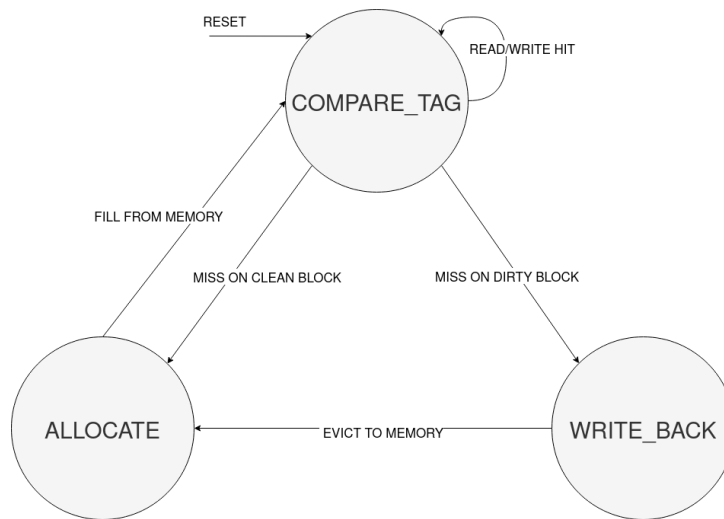 RESET
READ/WRITE HIT
COMPARE_TAG
FILL FROM MEMORY
MISS ON CLEAN BLOCK
MISS ON DIRTY BLOCK
ALLOCATE
EVICT TO MEMORY
WRITE_BACK